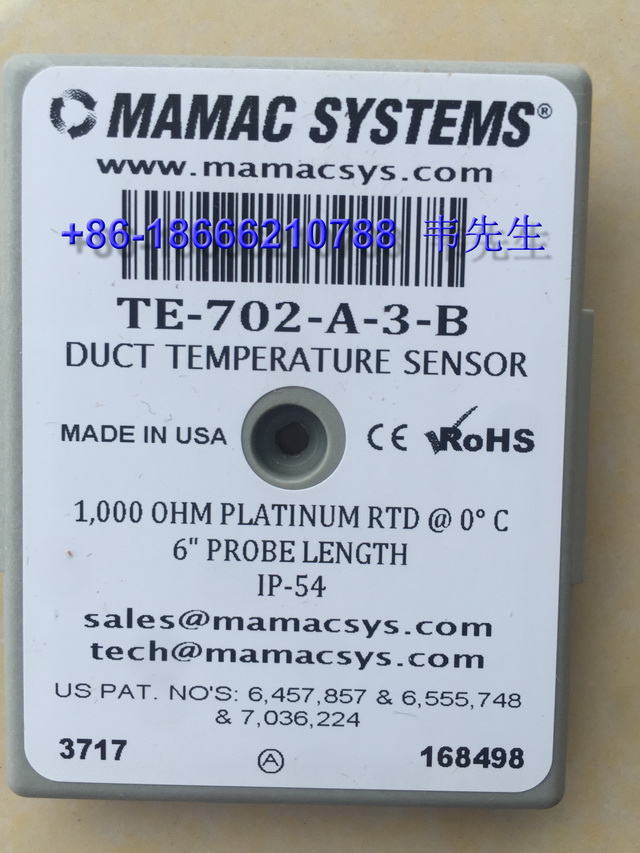 MAMAC SYSTEMS®
www.mamacsys.com
+86-18666210788 韦先生
TE-702-A-3-B
DUCT TEMPERATURE SENSOR
MADE IN USA CE RoHS
1,000 OHM PLATINUM RTD @ 0° C
6" PROBE LENGTH
IP-54
sales@mamacsys.com
tech@mamacsys.com
US PAT. NO'S: 6,457,857 & 6,555,748
& 7,036,224
3717 A 168498